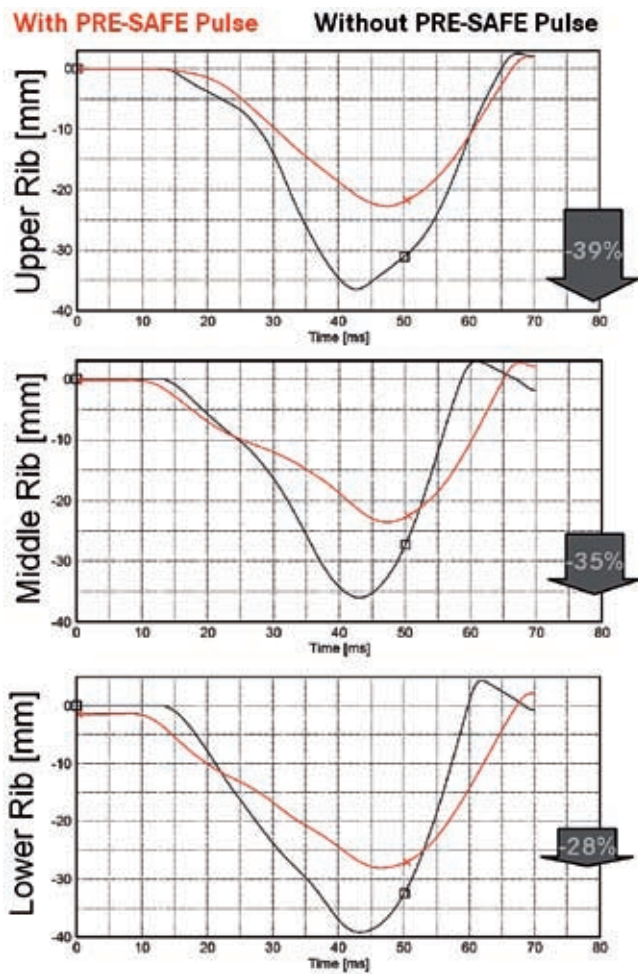 With PRE-SAFE Pulse Without PRE-SAFE Pulse
Upper Rib [mm]
0
-10
-20
-30
-40
0 10 20 30 40 50 60 70 80
Time [ms]
-39%
Middle Rib [mm]
0
-10
-20
-30
-40
0 10 20 30 40 50 60 70 80
Time [ms]
-35%
Lower Rib [mm]
0
-10
-20
-30
-40
0 10 20 30 40 50 60 70 80
Time [ms]
-28%